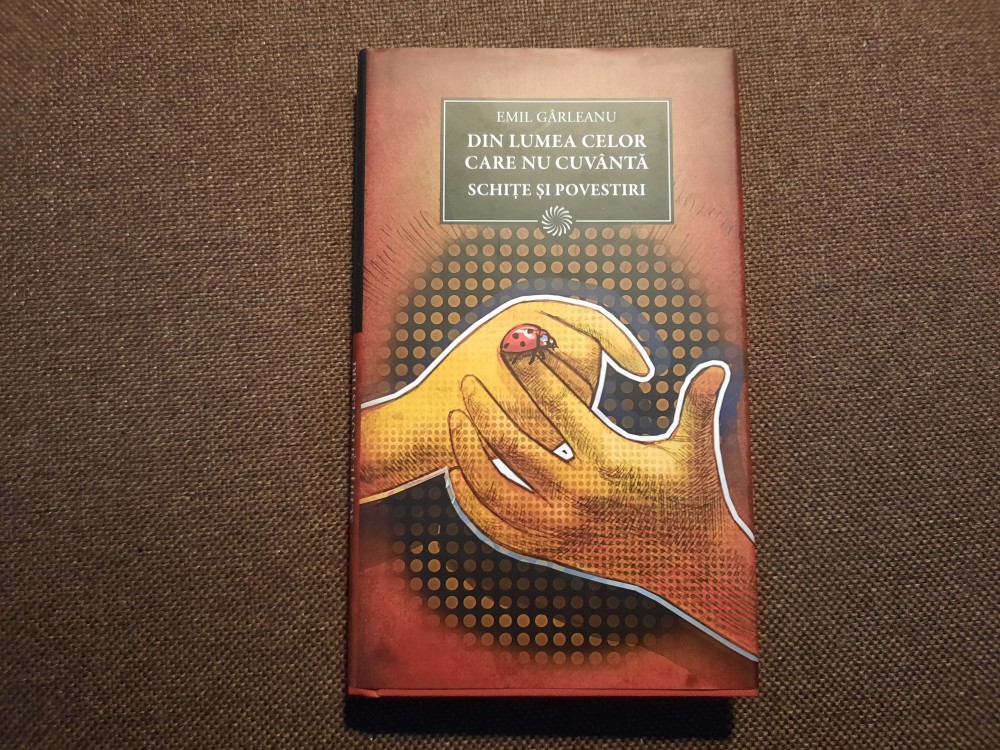 EMIL GÂRLEANU
DIN LUMEA CELOR
CARE NU CUVÂNTĂ
SCHIȚE ȘI POVESTIRI